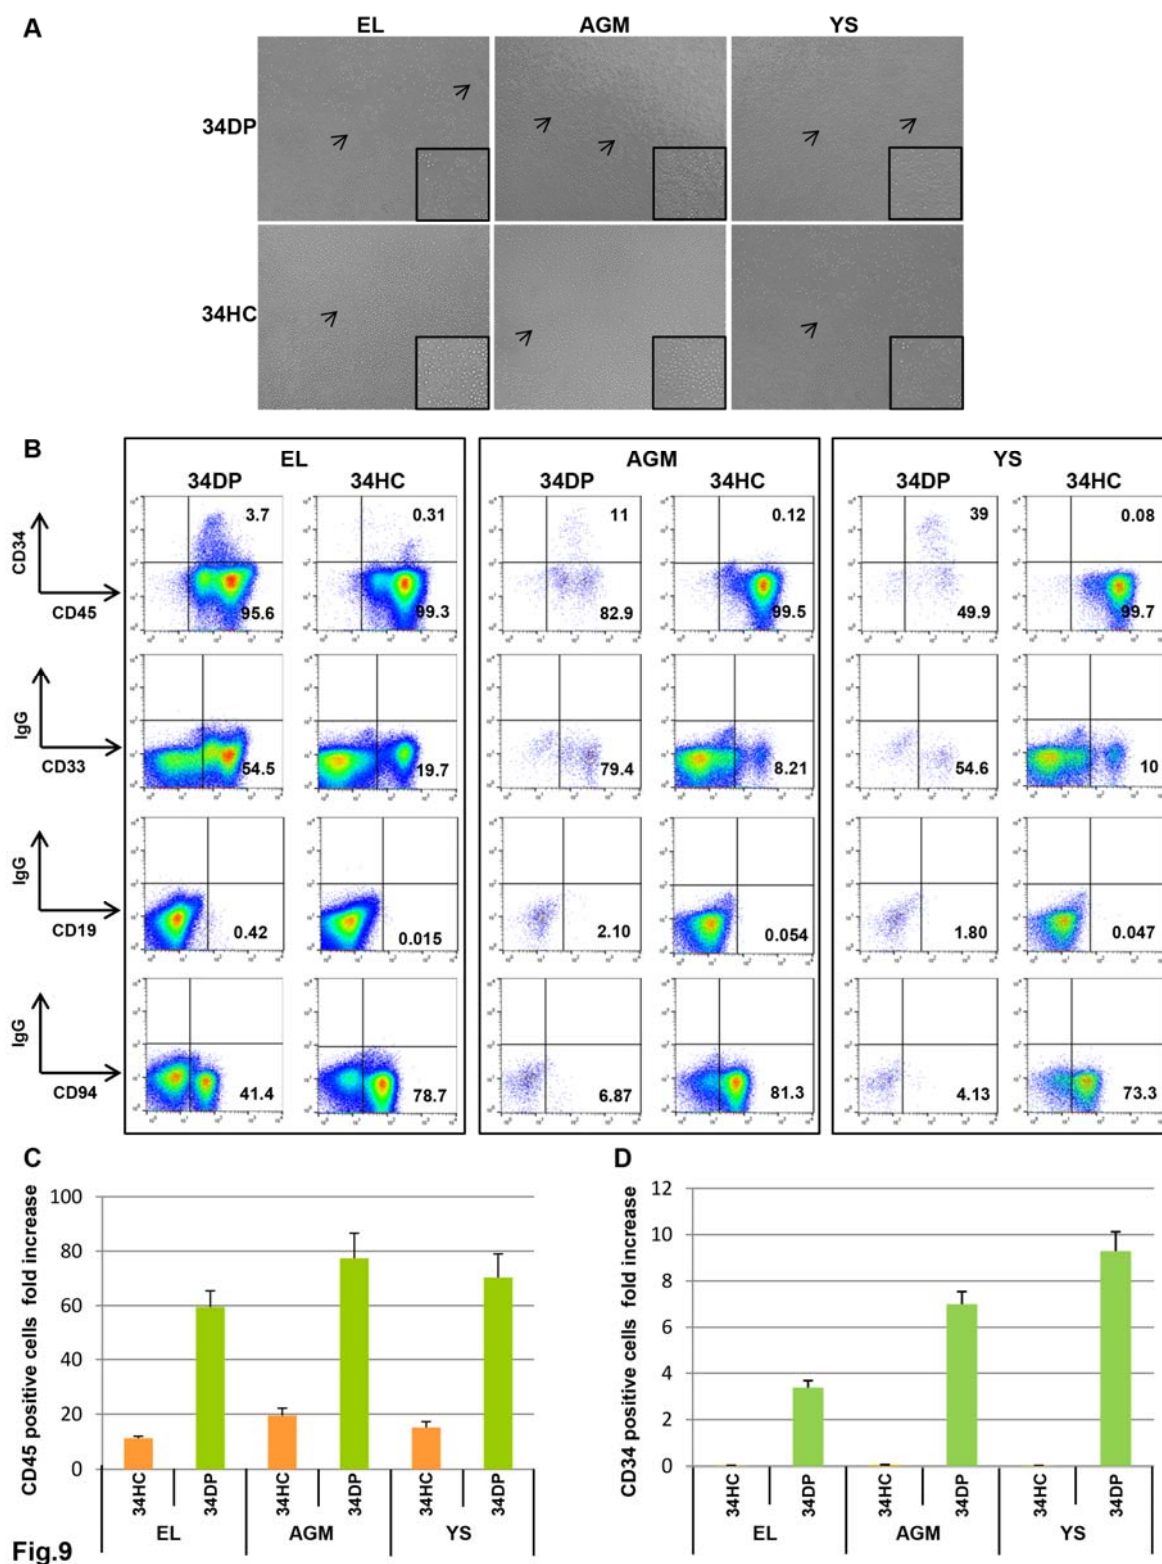 A
EL AGM YS
34DP
34HC
B
EL AGM YS
34DP 34HC 34DP 34HC 34DP 34HC
CD34
3.7 0.31 11 0.12 39 0.08
95.6 99.3 82.9 99.5 49.9 99.7
CD45
IgG
54.5 19.7 79.4 8.21 54.6 10
CD33
IgG
0.42 0.015 2.10 0.054 1.80 0.047
CD19
IgG
41.4 78.7 6.87 81.3 4.13 73.3
CD94
C
CD45 positive cells fold increase
100
80
60
40
20
0
34HC 34DP 34HC 34DP 34HC 34DP
EL AGM YS
D
CD34 positive cells fold increase
12
10
8
6
4
2
0
34HC 34DP 34HC 34DP 34HC 34DP
EL AGM YS
Fig.9